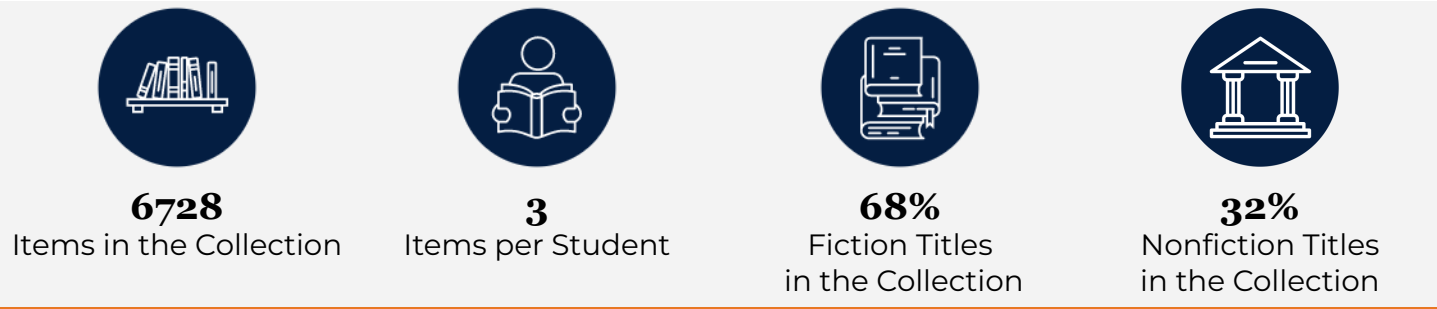 6728
Items in the Collection
3
Items per Student
68%
Fiction Titles
in the Collection
32%
Nonfiction Titles
in the Collection